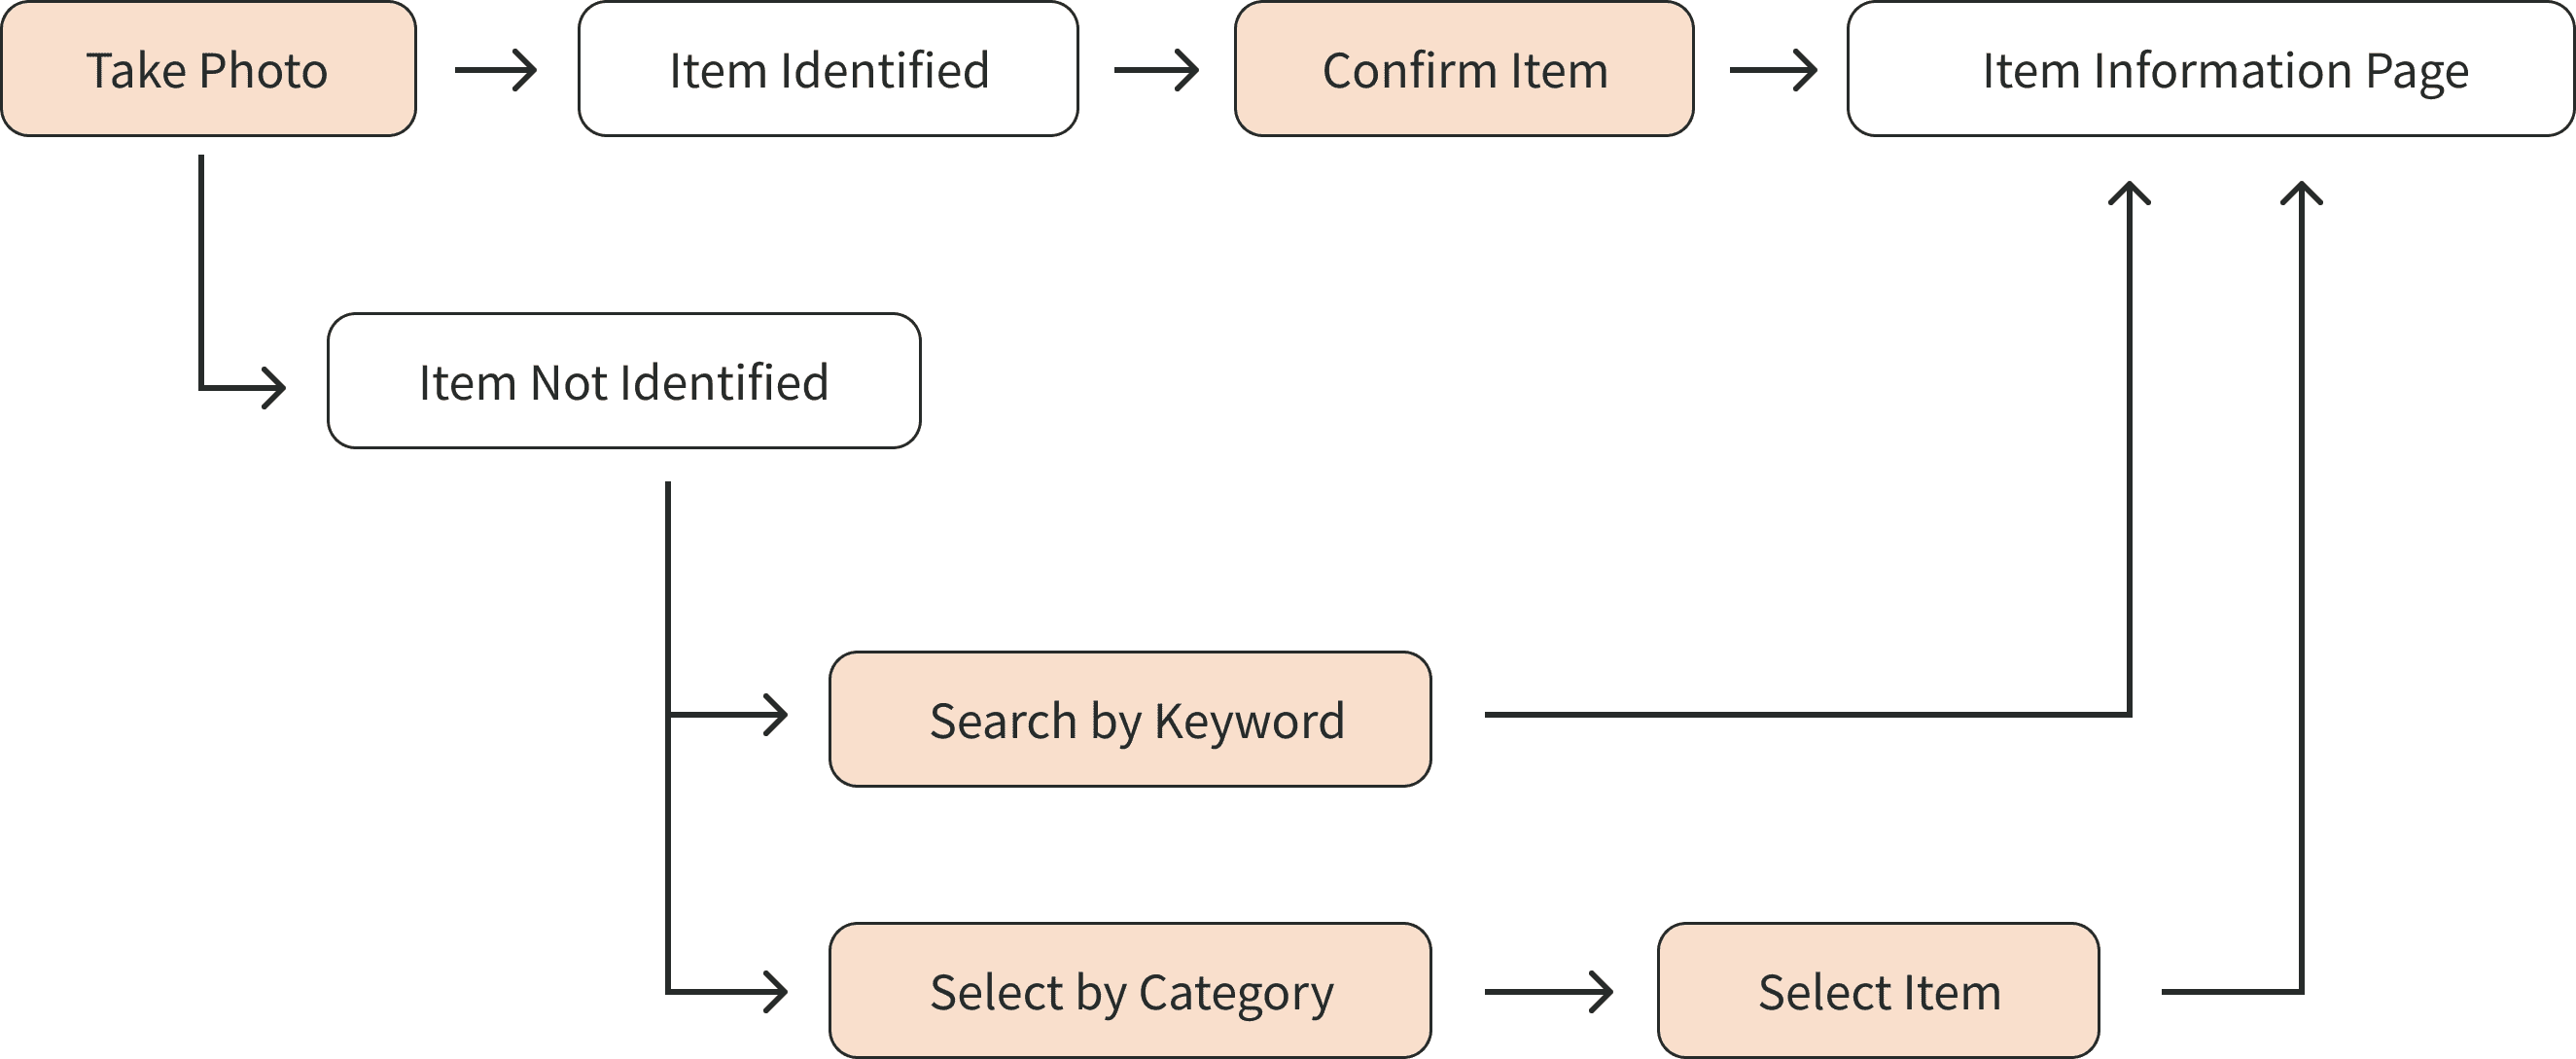 Take Photo
Item Identified
Confirm Item
Item Information Page
Item Not Identified
Search by Keyword
Select by Category
Select Item